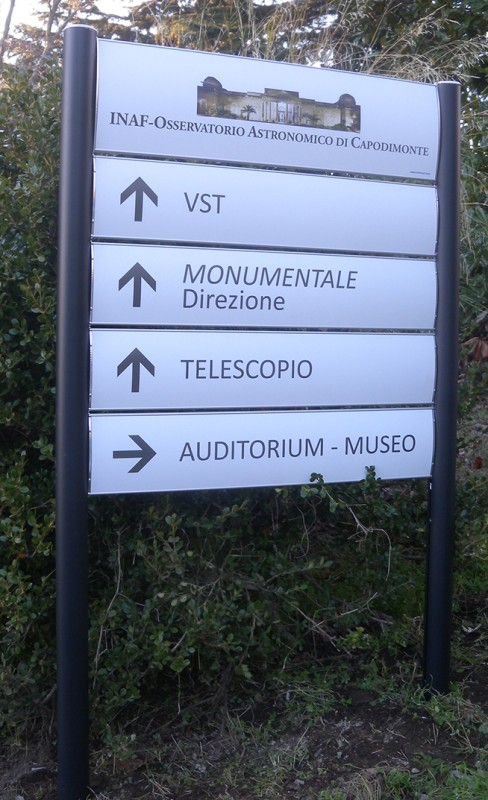 INAF-OSSERVATORIO ASTRONOMICO DI CAPODIMONTE
VST
MONUMENTALE
Direzione
TELESCOPIO
AUDITORIUM - MUSEO